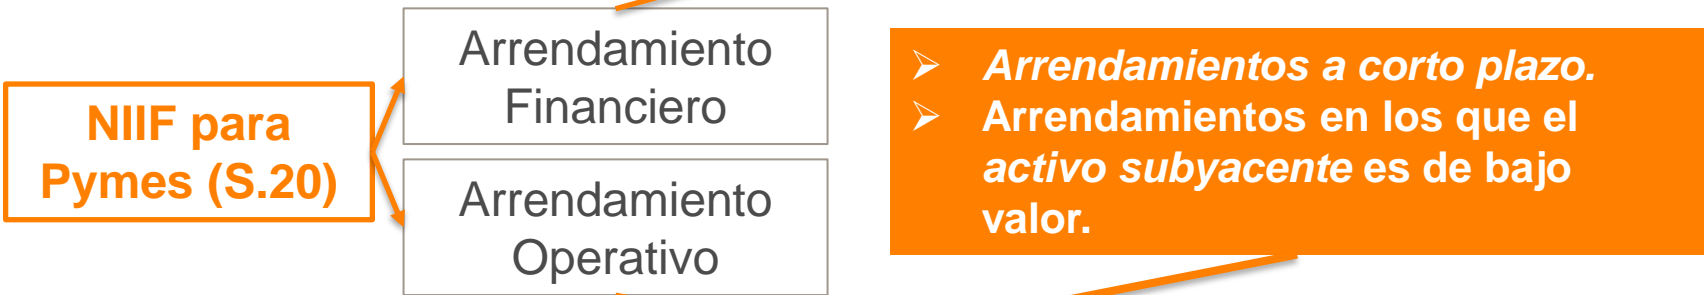 NIIF para
Pymes (S.20)
Arrendamiento
Financiero
Arrendamiento
Operativo
➢ Arrendamientos a corto plazo.
➢ Arrendamientos en los que el
activo subyacente es de bajo
valor.